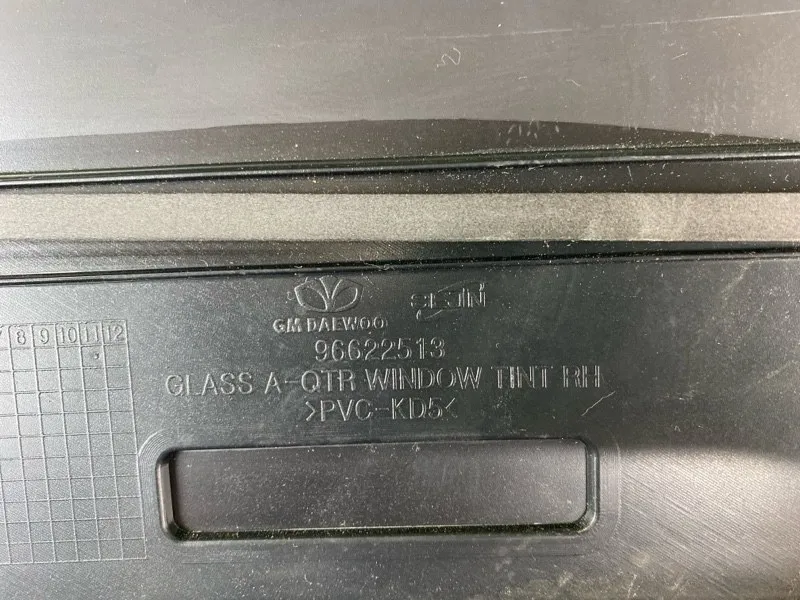 GM DAEWOO
96622513
GLASS A-QTR WINDOW TINT RH
>PVC-KD5<
8 9 10 11 12